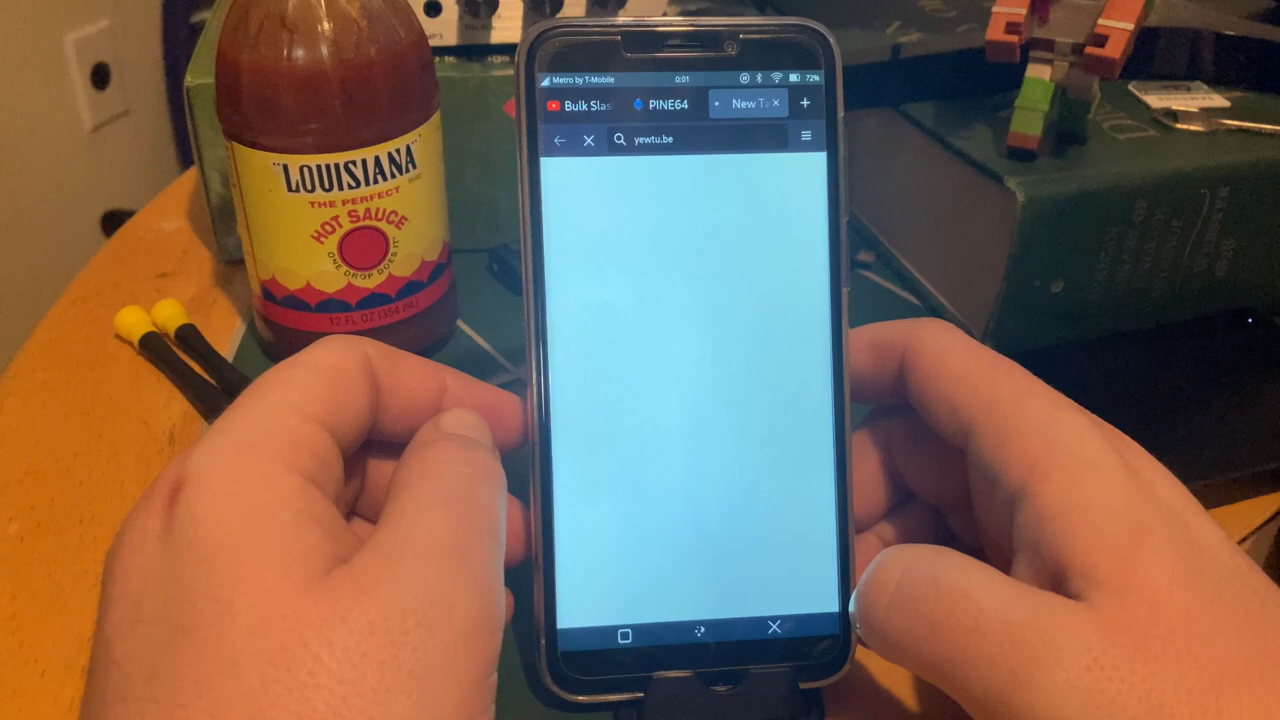 "LOUISIANA"
THE PERFECT
HOT SAUCE
ONE DROP DOES IT
12 FL OZ (354 mL)
Metro by T-Mobile 0:01 72%
Bulk Slas PINE64 New T
yewtu.be